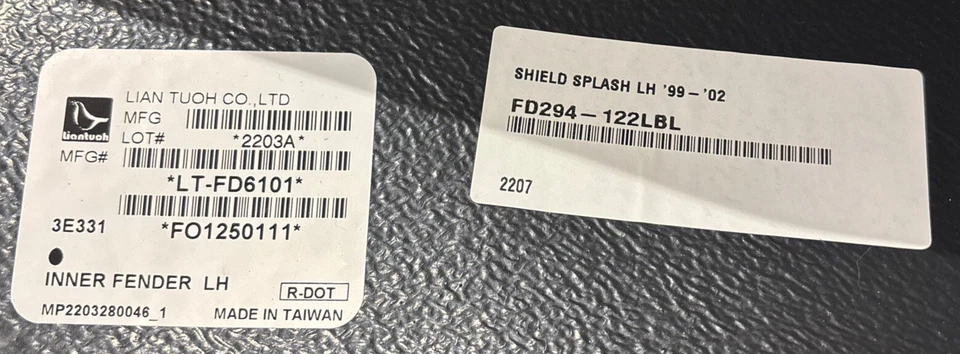 Liantuoh
LIAN TUOH CO.,LTD
MFG
LOT#
*2203A*
MFG#
*LT-FD6101*
3E331
*FO1250111*
INNER FENDER LH
R-DOT
MP2203280046_1
MADE IN TAIWAN
SHIELD SPLASH LH '99-'02
FD294-122LBL
2207